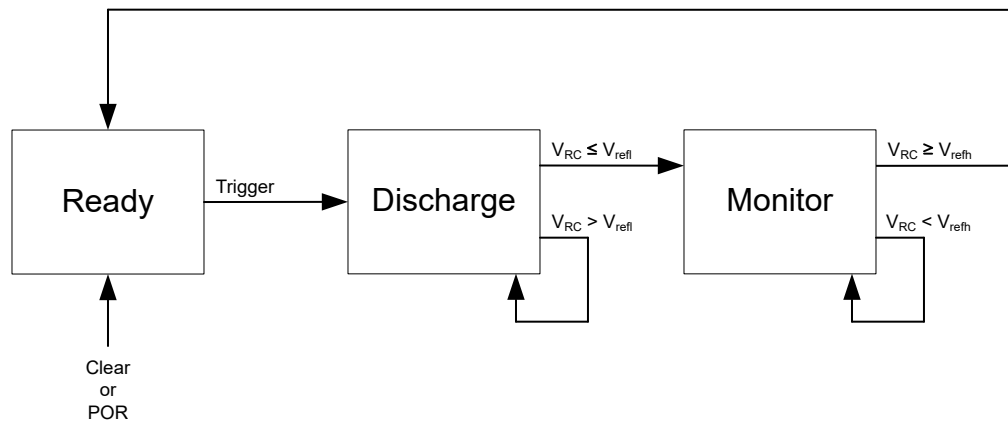 Ready
Trigger
Discharge
V_RC ≤ V_refl
V_RC > V_refl
Monitor
V_RC ≥ V_refh
V_RC < V_refh
Clear
or
POR